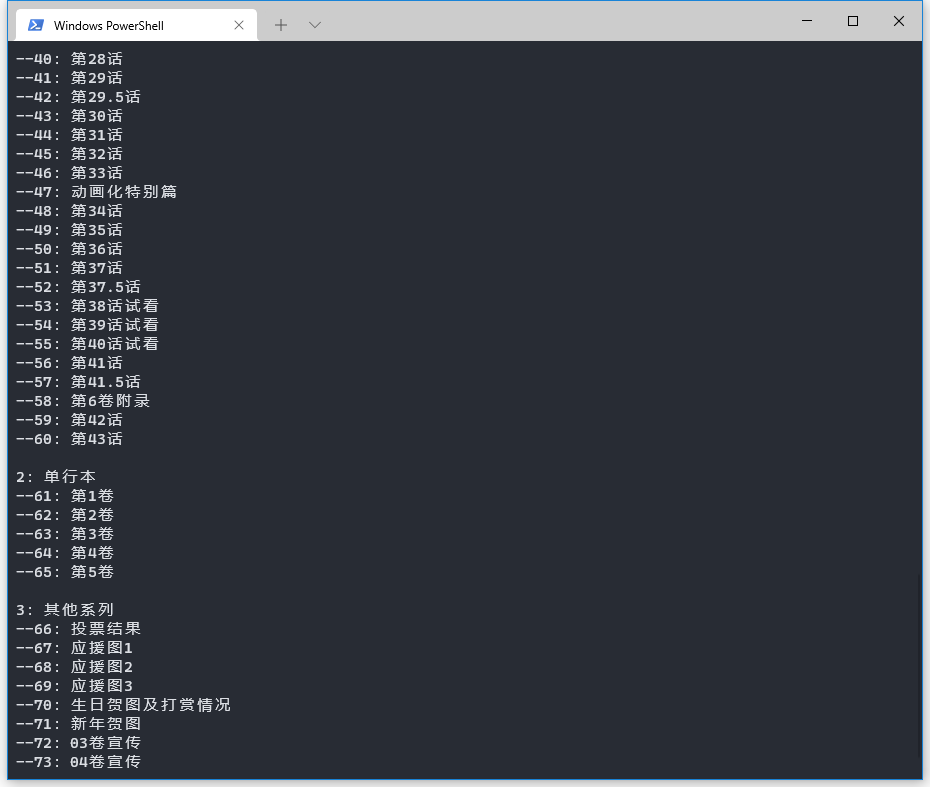 Windows PowerShell
--40: 第28话
--41: 第29话
--42: 第29.5话
--43: 第30话
--44: 第31话
--45: 第32话
--46: 第33话
--47: 动画化特别篇
--48: 第34话
--49: 第35话
--50: 第36话
--51: 第37话
--52: 第37.5话
--53: 第38话试看
--54: 第39话试看
--55: 第40话试看
--56: 第41话
--57: 第41.5话
--58: 第6卷附录
--59: 第42话
--60: 第43话
2: 单行本
--61: 第1卷
--62: 第2卷
--63: 第3卷
--64: 第4卷
--65: 第5卷
3: 其他系列
--66: 投票结果
--67: 应援图1
--68: 应援图2
--69: 应援图3
--70: 生日贺图及打赏情况
--71: 新年贺图
--72: 03卷宣传
--73: 04卷宣传